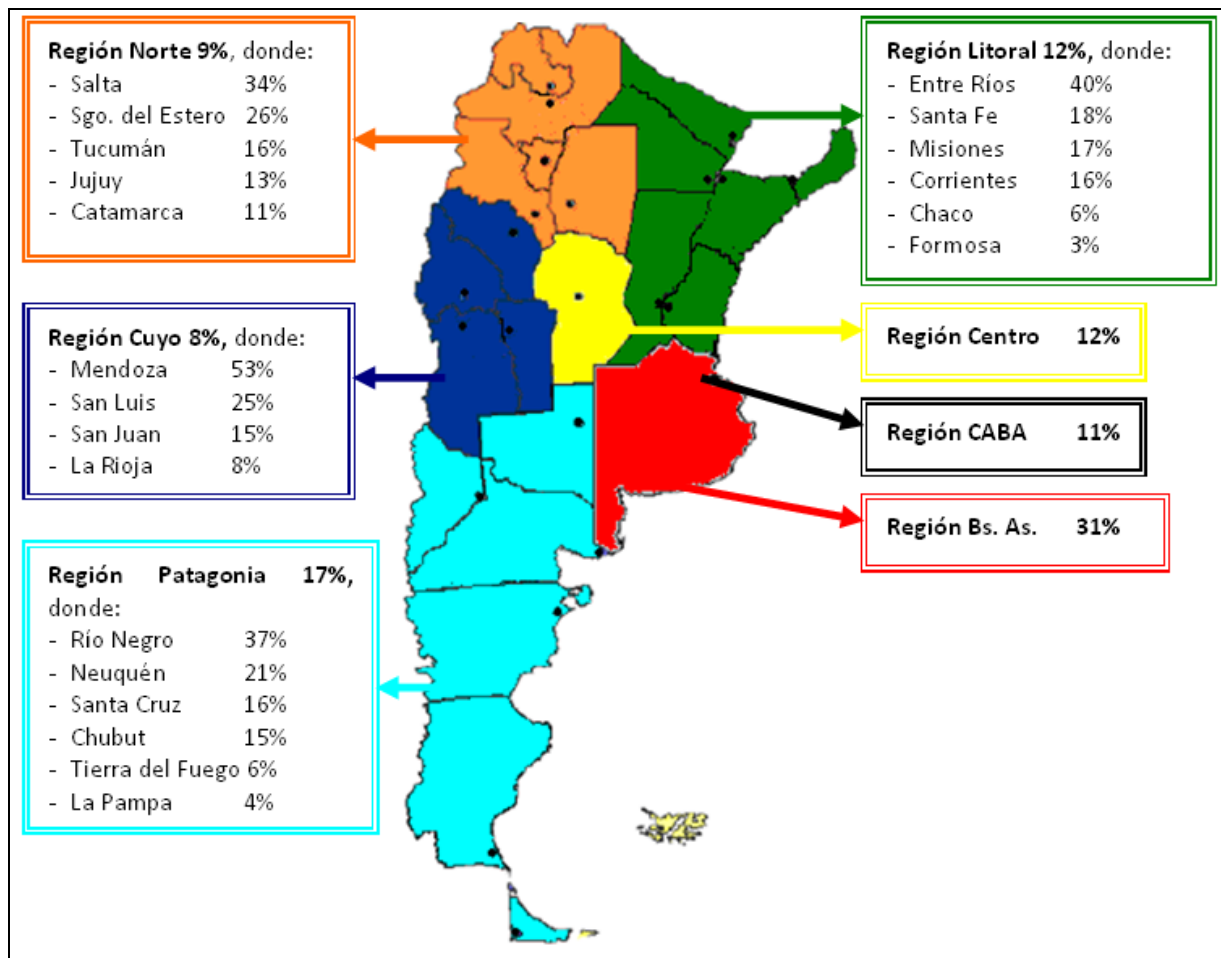 Región Norte 9%, donde:
- Salta 34%
- Sgo. del Estero 26%
- Tucumán 16%
- Jujuy 13%
- Catamarca 11%
Región Cuyo 8%, donde:
- Mendoza 53%
- San Luis 25%
- San Juan 15%
- La Rioja 8%
Región Patagonia 17%,
donde:
- Río Negro 37%
- Neuquén 21%
- Santa Cruz 16%
- Chubut 15%
- Tierra del Fuego 6%
- La Pampa 4%
Región Litoral 12%, donde:
- Entre Ríos 40%
- Santa Fe 18%
- Misiones 17%
- Corrientes 16%
- Chaco 6%
- Formosa 3%
Región Centro 12%
Región CABA 11%
Región Bs. As. 31%